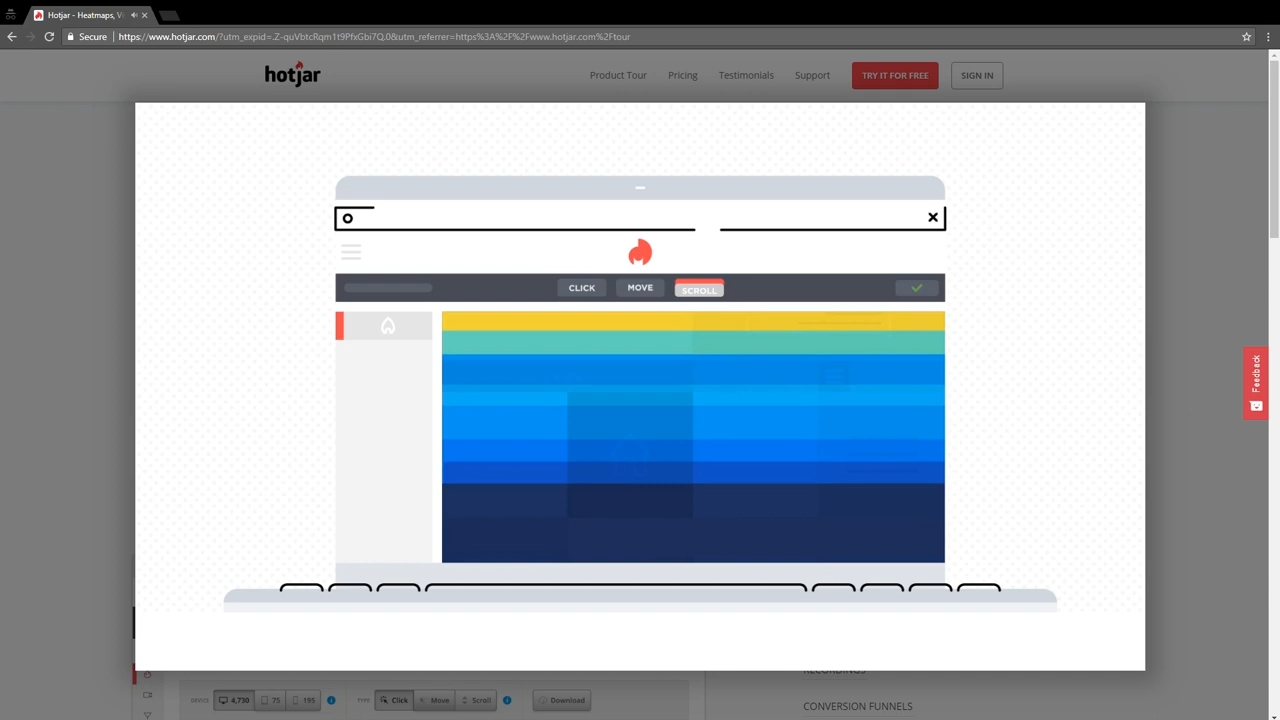 Hotjar - Heatmaps, Vi
Secure https://www.hotjar.com/?utm_expid=.Z-quVbtcRqm1t9PfxGbi7Q.0&utm_referrer=https%3A%2F%2Fwww.hotjar.com%2Ftour
hotjar
Product Tour Pricing Testimonials Support TRY IT FOR FREE SIGN IN
CLICK MOVE SCROLL
Feedback
RECORDINGS
DEVICE: 4,730 75 195 TYPE: Click Move Scroll Download
CONVERSION FUNNELS